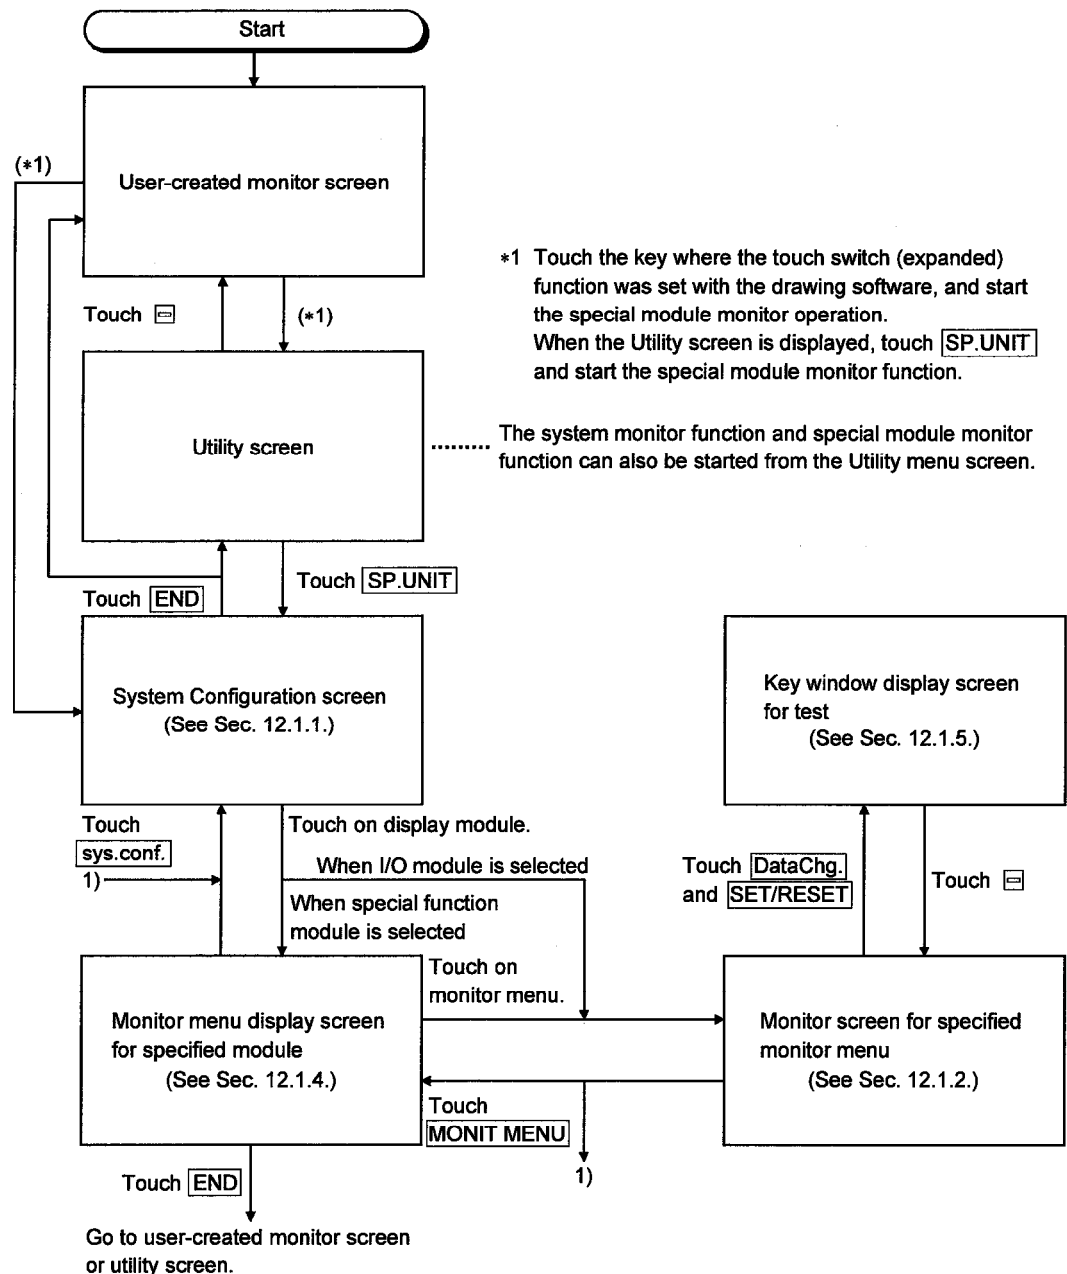 Start
(*1)
User-created monitor screen
*1 Touch the key where the touch switch (expanded)
function was set with the drawing software, and start
the special module monitor operation.
When the Utility screen is displayed, touch SP.UNIT
and start the special module monitor function.
Touch
(*1)
Utility screen
The system monitor function and special module monitor
function can also be started from the Utility menu screen.
Touch SP.UNIT
Touch END
System Configuration screen
(See Sec. 12.1.1.)
Key window display screen
for test
(See Sec. 12.1.5.)
Touch
sys.conf.
1)
Touch on display module.
When I/O module is selected
When special function
module is selected
Touch DataChg.
and SET/RESET
Touch
Touch on
monitor menu.
Monitor menu display screen
for specified module
(See Sec. 12.1.4.)
Monitor screen for specified
monitor menu
(See Sec. 12.1.2.)
Touch
MONIT MENU
1)
Touch END
Go to user-created monitor screen
or utility screen.